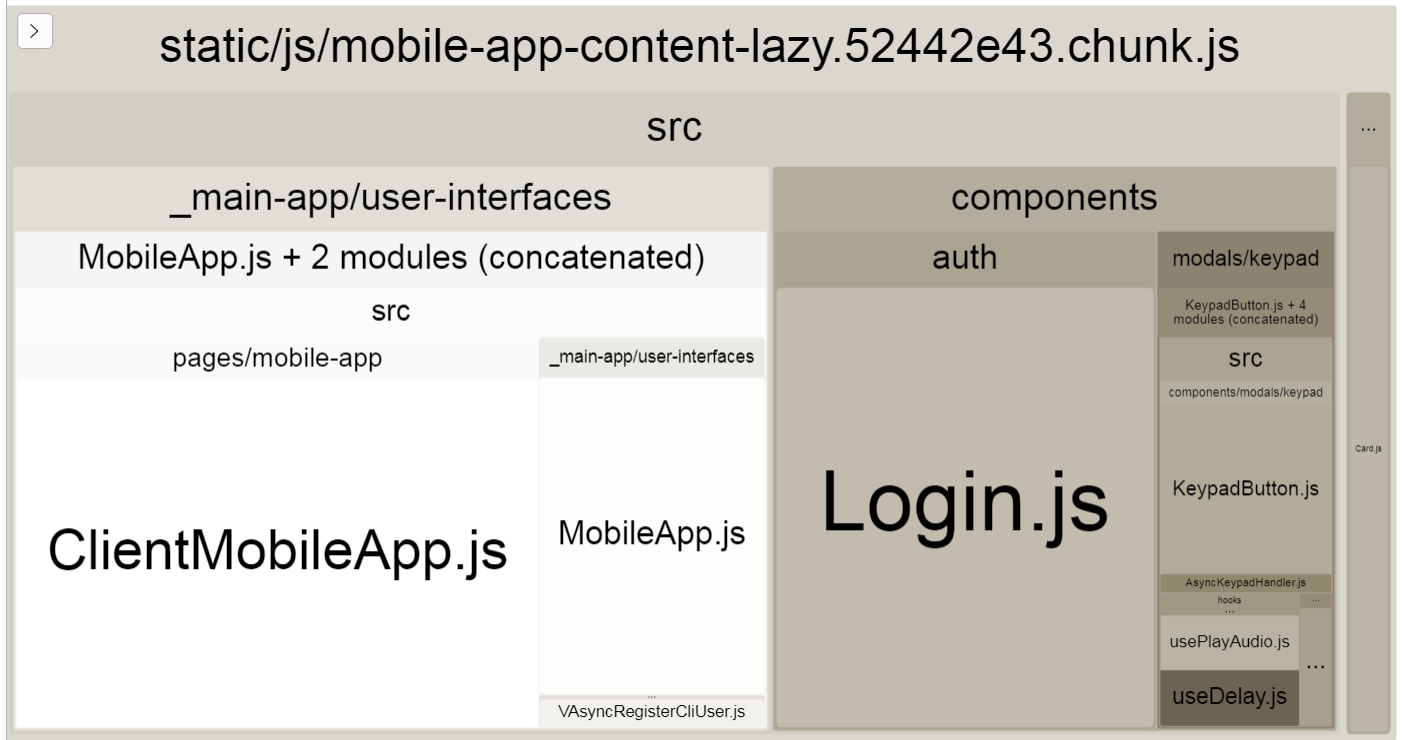 static/js/mobile-app-content-lazy.52442e43.chunk.js
src
...
_main-app/user-interfaces
components
MobileApp.js + 2 modules (concatenated)
auth
modals/keypad
src
KeypadButton.js + 4
modules (concatenated)
pages/mobile-app
_main-app/user-interfaces
src
components/modals/keypad
Card.js
ClientMobileApp.js
MobileApp.js
Login.js
KeypadButton.js
AsyncKeypadHandler.js
hooks
...
...
usePlayAudio.js
...
useDelay.js
...
VAsyncRegisterCliUser.js